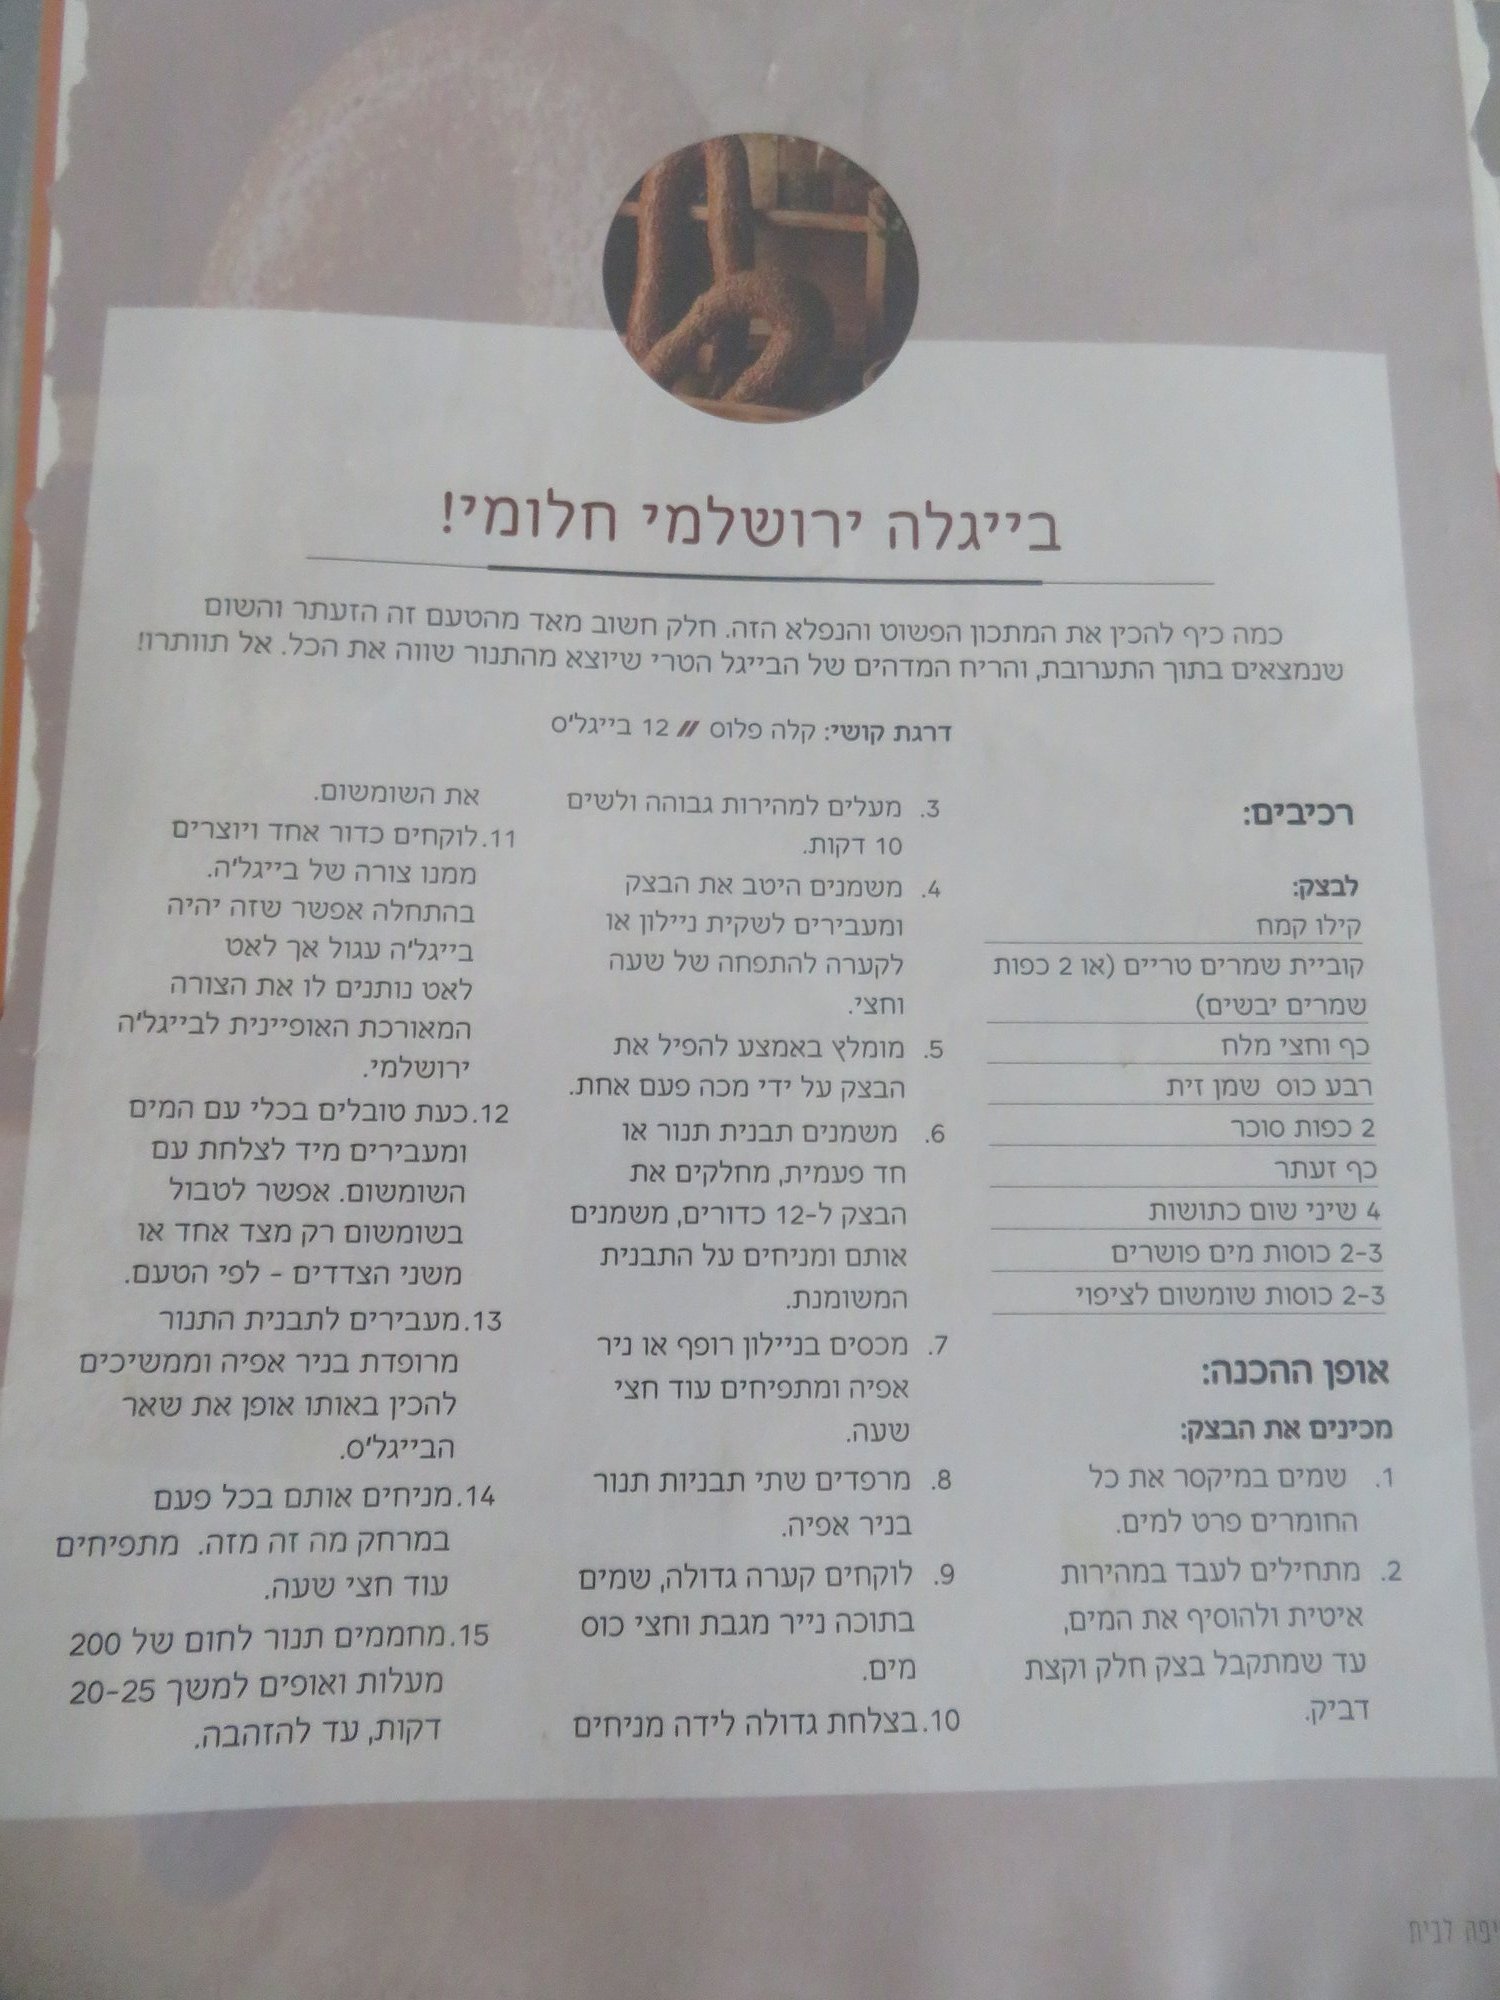 בייגלה ירושלמי חלומי!
כמה כיף להכין את המתכון הפשוט והנפלא הזה. חלק חשוב מאד מהטעם זה הזעתר והשום
שנמצאים בתוך התערובת, והריח המדהים של הבייגל הטרי שיוצא מהתנור שווה את הכל. אל תוותרו!
דרגת קושי: קלה פלוס // 12 בייגל'ס
רכיבים:
לבצק:
קילו קמח
קוביית שמרים טריים (או 2 כפות
שמרים יבשים)
כף וחצי מלח
רבע כוס שמן זית
2 כפות סוכר
כף זעתר
4 שיני שום כתושות
2-3 כוסות מים פושרים
2-3 כוסות שומשום לציפוי
אופן ההכנה:
מכינים את הבצק:
1. שמים במיקסר את כל
החומרים פרט למים.
2. מתחילים לעבד במהירות
איטית ולהוסיף את המים,
עד שמתקבל בצק חלק וקצת
דביק.
3. מעלים למהירות גבוהה ולשים
10 דקות.
4. משמנים היטב את הבצק
ומעבירים לשקית ניילון או
לקערה להתפחה של שעה
וחצי.
5. מומלץ באמצע להפיל את
הבצק על ידי מכה פעם אחת.
6. משמנים תבנית תנור או
חד פעמית, מחלקים את
הבצק ל-12 כדורים, משמנים
אותם ומניחים על התבנית
המשומנת.
7. מכסים בניילון רופף או ניר
אפיה ומתפיחים עוד חצי
שעה.
8. מרפדים שתי תבניות תנור
בניר אפיה.
9. לוקחים קערה גדולה, שמים
בתוכה נייר מגבת וחצי כוס
מים.
10. בצלחת גדולה לידה מניחים
את השומשום.
11. לוקחים כדור אחד ויוצרים
ממנו צורה של בייגל'ה.
בהתחלה אפשר שזה יהיה
בייגל'ה עגול אך לאט
לאט נותנים לו את הצורה
המאורכת האופיינית לבייגל'ה
ירושלמי.
12. כעת טובלים בכלי עם המים
ומעבירים מיד לצלחת עם
השומשום. אפשר לטבול
בשומשום רק מצד אחד או
משני הצדדים - לפי הטעם.
13. מעבירים לתבנית התנור
מרופדת בניר אפיה וממשיכים
להכין באותו אופן את שאר
הבייגל'ס.
14. מניחים אותם בכל פעם
במרחק מה זה מזה. מתפיחים
עוד חצי שעה.
15. מחממים תנור לחום של 200
מעלות ואופים למשך 20-25
דקות, עד להזהבה.
לבית